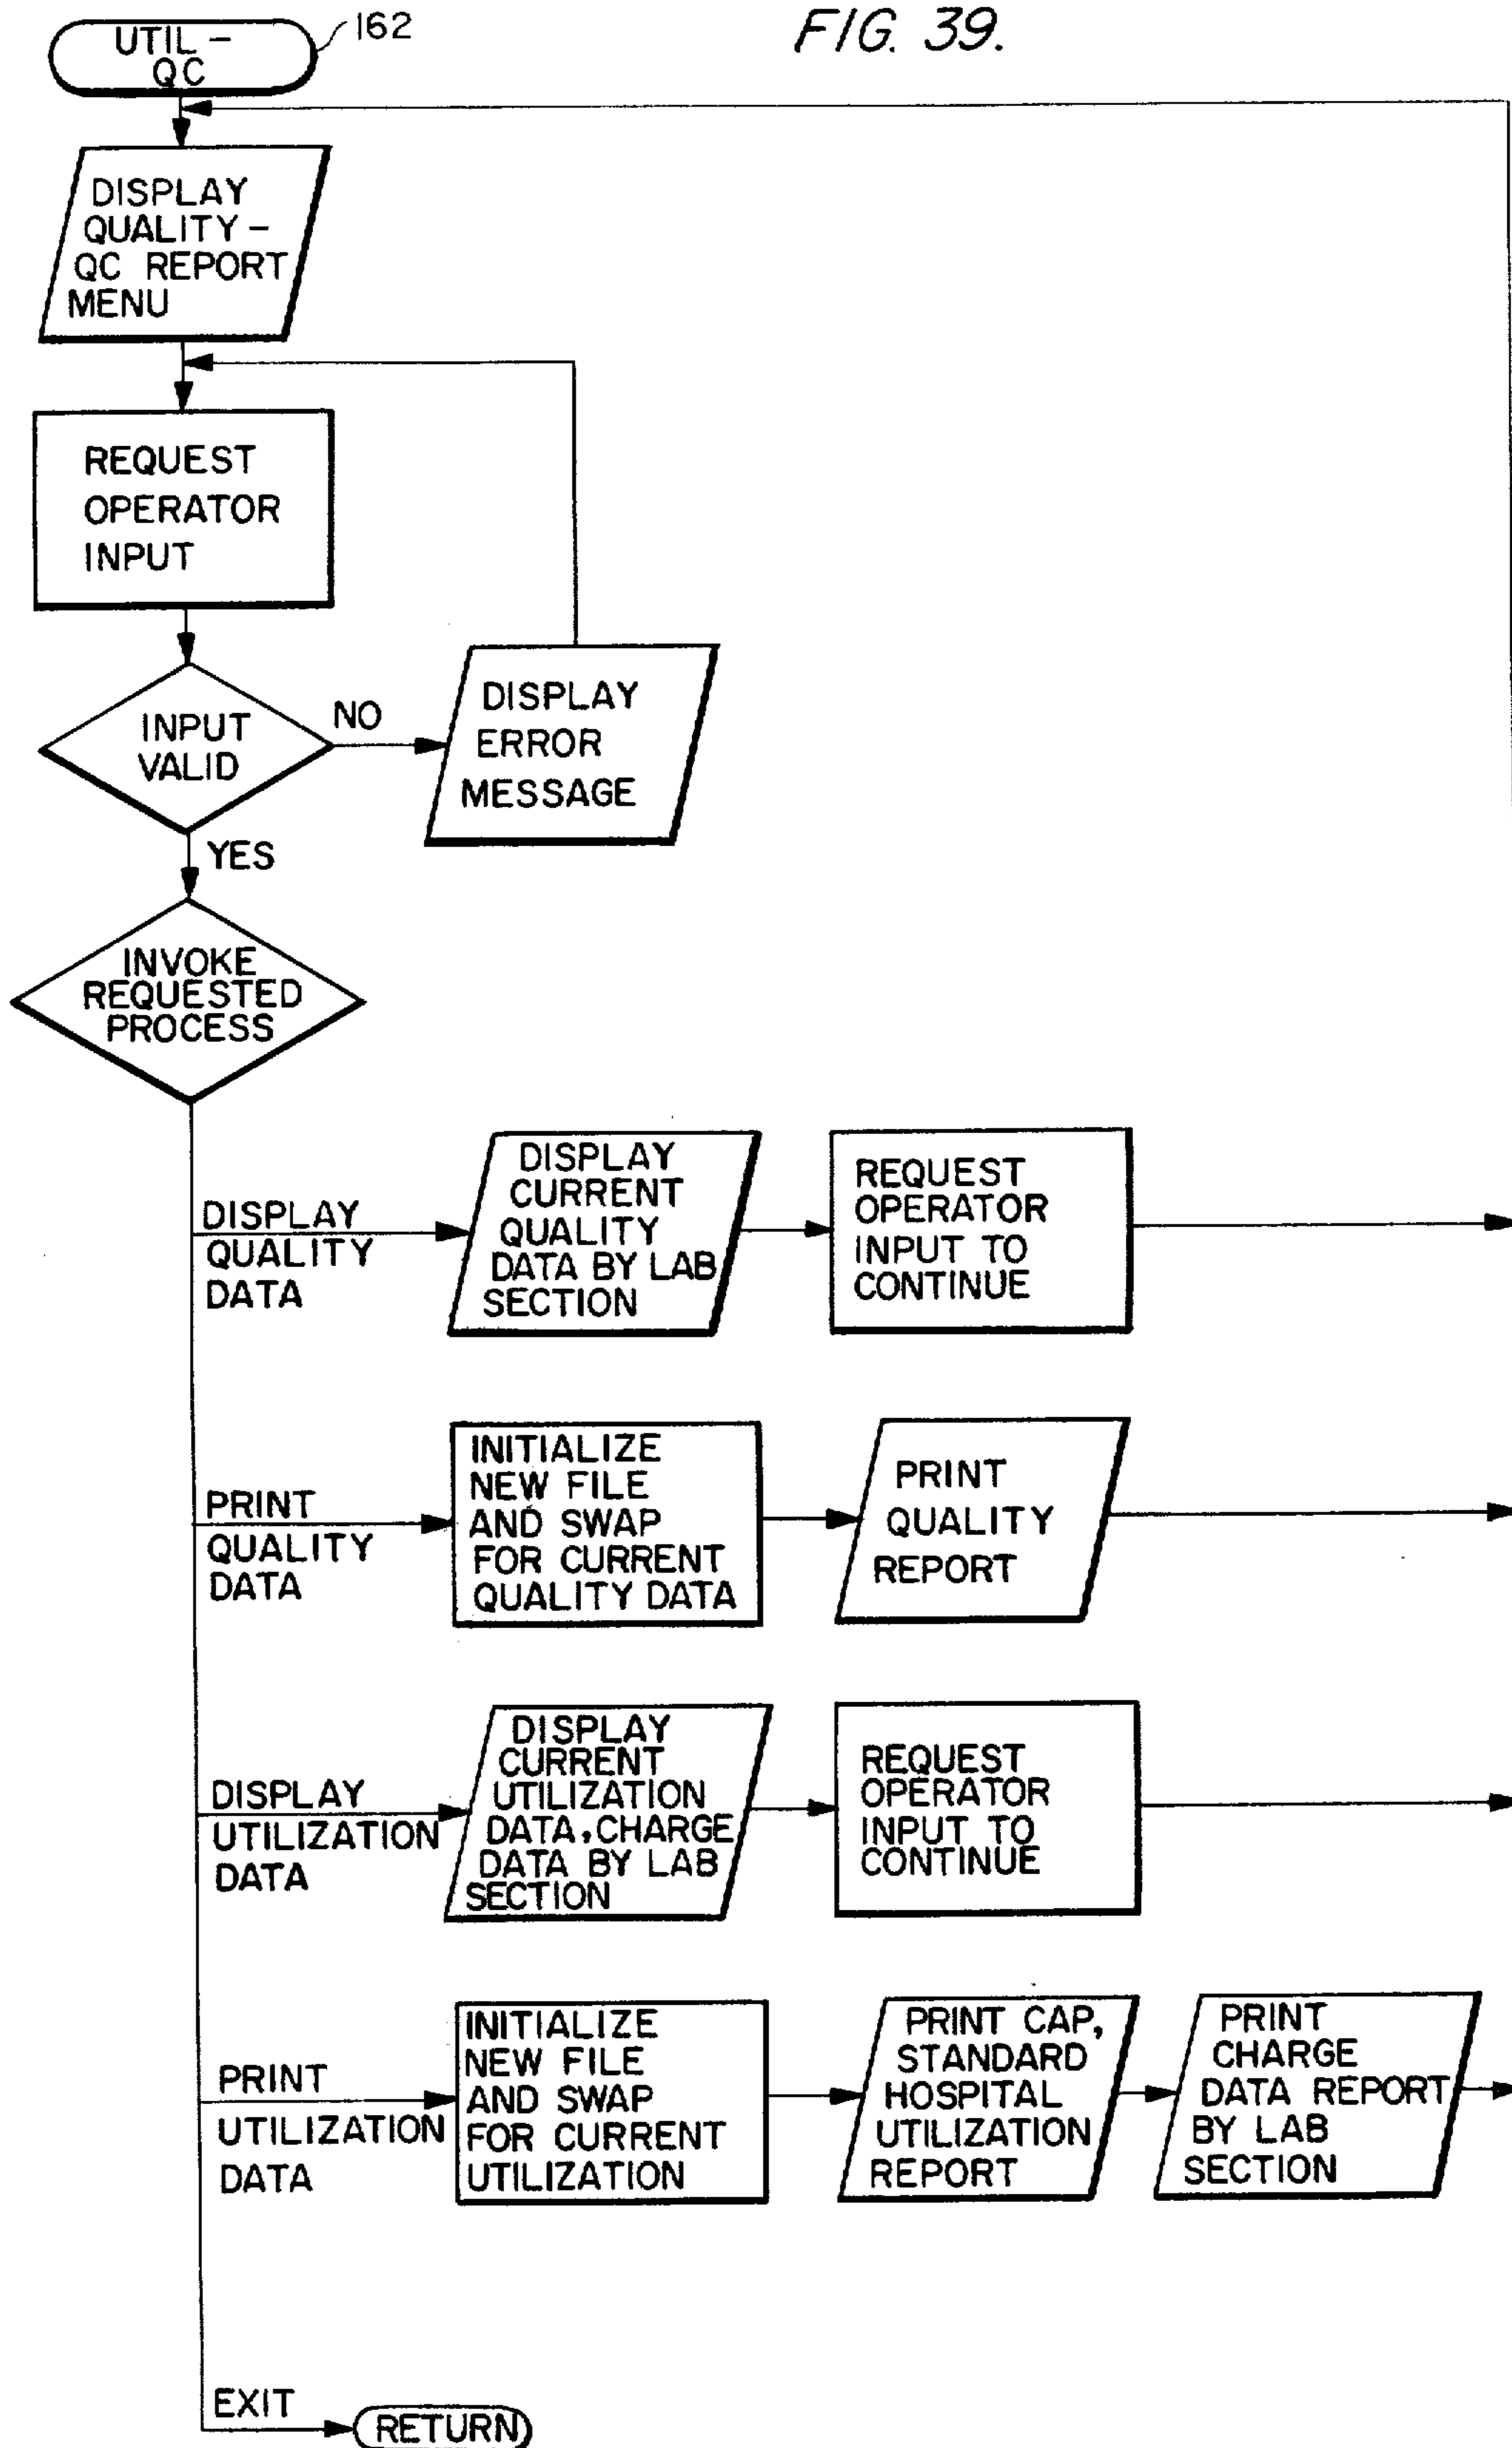 FIG. 39.
UTIL –
QC
162
DISPLAY
QUALITY –
QC REPORT
MENU
REQUEST
OPERATOR
INPUT
INPUT
VALID
NO
DISPLAY
ERROR
MESSAGE
YES
INVOKE
REQUESTED
PROCESS
DISPLAY
QUALITY
DATA
DISPLAY
CURRENT
QUALITY
DATA BY LAB
SECTION
REQUEST
OPERATOR
INPUT TO
CONTINUE
PRINT
QUALITY
DATA
INITIALIZE
NEW FILE
AND SWAP
FOR CURRENT
QUALITY DATA
PRINT
QUALITY
REPORT
DISPLAY
UTILIZATION
DATA
DISPLAY
CURRENT
UTILIZATION
DATA, CHARGE
DATA BY LAB
SECTION
REQUEST
OPERATOR
INPUT TO
CONTINUE
PRINT
UTILIZATION
DATA
INITIALIZE
NEW FILE
AND SWAP
FOR CURRENT
UTILIZATION
PRINT CAP,
STANDARD
HOSPITAL
UTILIZATION
REPORT
PRINT
CHARGE
DATA REPORT
BY LAB
SECTION
EXIT
RETURN